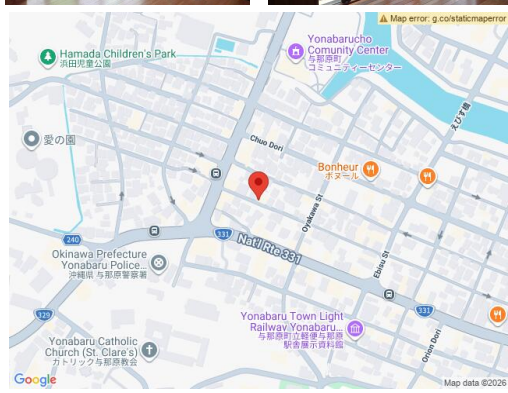 Map error: g.co/staticmaperror
Yonabarucho
Comunity Center
与那原町
コミュニティーセンター
Hamada Children's Park
浜田児童公園
えびす橋
愛の園
Chuo Dori
Bonheur
ボヌール
Oyakawa St
240
331
Nat'l Rte 331
Okinawa Prefecture
Yonabaru Police...
沖縄県 与那原警察署
Ebisu St
329
331
Yonabaru Town Light
Railway Yonabaru...
与那原町立軽便与那原
駅舎展示資料館
Yonabaru Catholic
Church (St. Clare's)
カトリック与那原教会
Orion Dori
Google
Map data ©2026